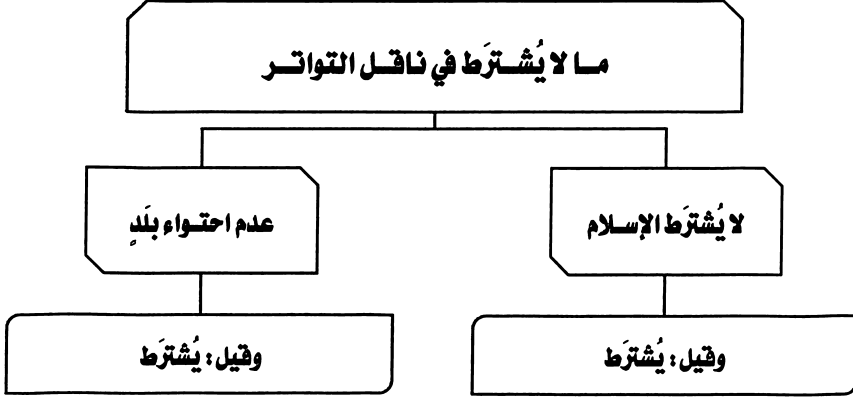 ما لا يُشترَط في ناقل التواتر
لا يُشترَط الإسلام
عدم احتواء بلَدٍ
وقيل: يُشترَط
وقيل: يُشترَط